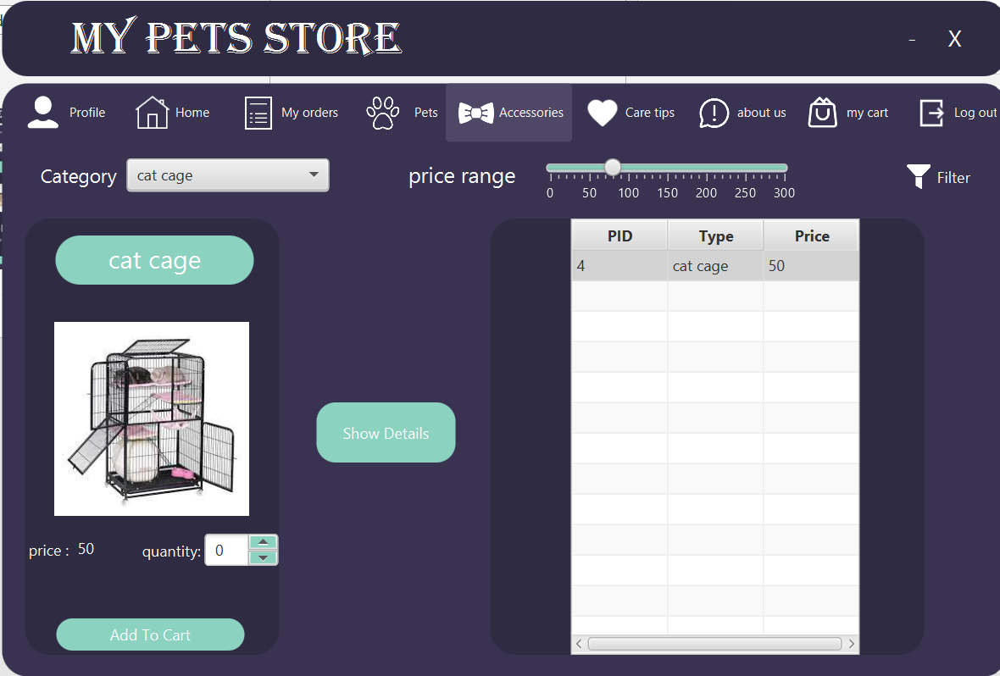 MY PETS STORE
- X
Profile Home My orders Pets Accessories Care tips about us my cart Log out
Category cat cage price range Filter
0 50 100 150 200 250 300
cat cage
PID Type Price
4 cat cage 50
Show Details
price : 50 quantity: 0
Add To Cart